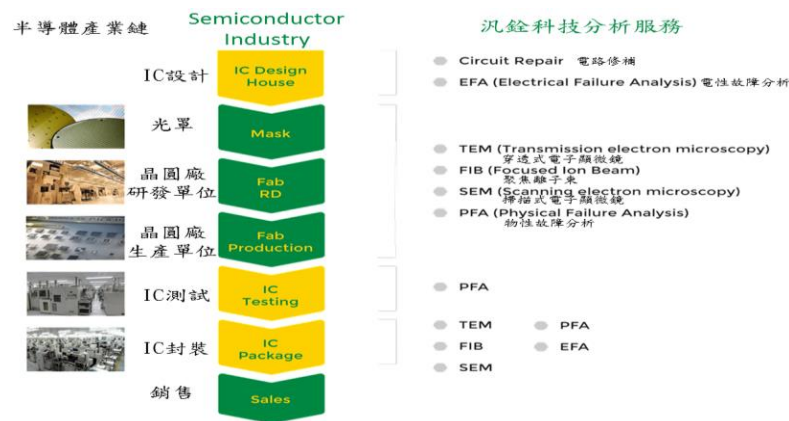 半導體產業鏈
Semiconductor
Industry
汎銓科技分析服務
IC設計
IC Design
House
Circuit Repair 電路修補
EFA (Electrical Failure Analysis) 電性故障分析
光罩
Mask
晶圓廠
研發單位
Fab
RD
晶圓廠
生產單位
Fab
Production
TEM (Transmission electron microscopy)
穿透式電子顯微鏡
FIB (Focused Ion Beam)
聚焦離子束
SEM (Scanning electron microscopy)
掃描式電子顯微鏡
PFA (Physical Failure Analysis)
物性故障分析
IC測試
IC
Testing
PFA
IC封裝
IC
Package
TEM PFA
FIB EFA
SEM
銷售
Sales